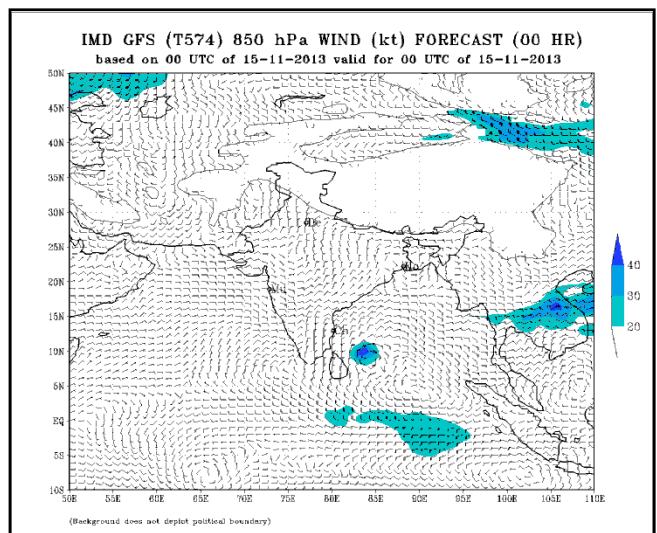 IMD GFS (T574) 850 hPa WIND (kt) FORECAST (00 HR)
based on 00 UTC of 15-11-2013 valid for 00 UTC of 15-11-2013
50N
45N
40N
35N
30N
25N
20N
15N
10N
5N
EQ
5S
10S
40
30
20
50E 55E 60E 65E 70E 75E 80E 85E 90E 95E 100E 105E 110E
(Background does not depict political boundary)